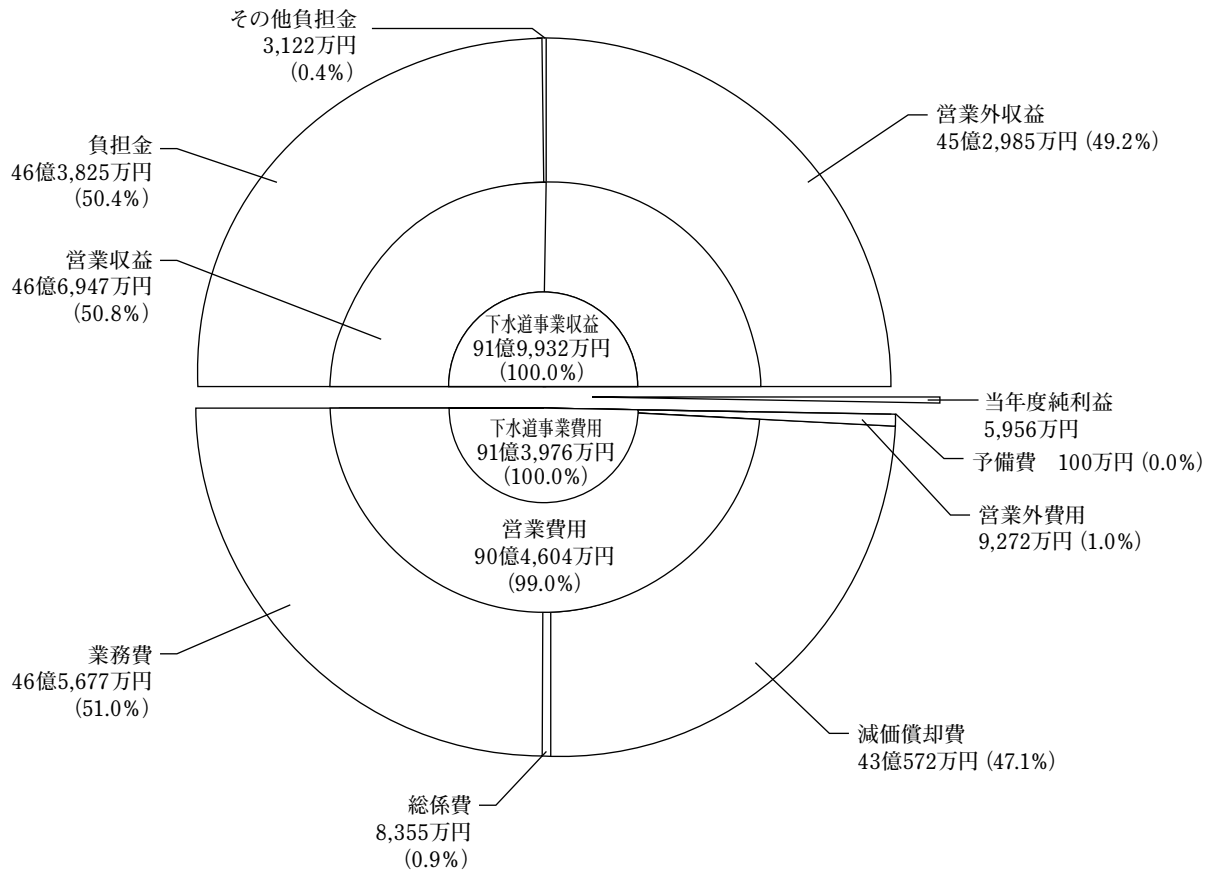 その他負担金
3,122万円
(0.4%)
営業外収益
45億2,985万円 (49.2%)
負担金
46億3,825万円
(50.4%)
営業収益
46億6,947万円
(50.8%)
下水道事業収益
91億9,932万円
(100.0%)
当年度純利益
5,956万円
下水道事業費用
91億3,976万円
(100.0%)
予備費　100万円 (0.0%)
営業外費用
9,272万円 (1.0%)
営業費用
90億4,604万円
(99.0%)
業務費
46億5,677万円
(51.0%)
減価償却費
43億572万円 (47.1%)
総係費
8,355万円
(0.9%)